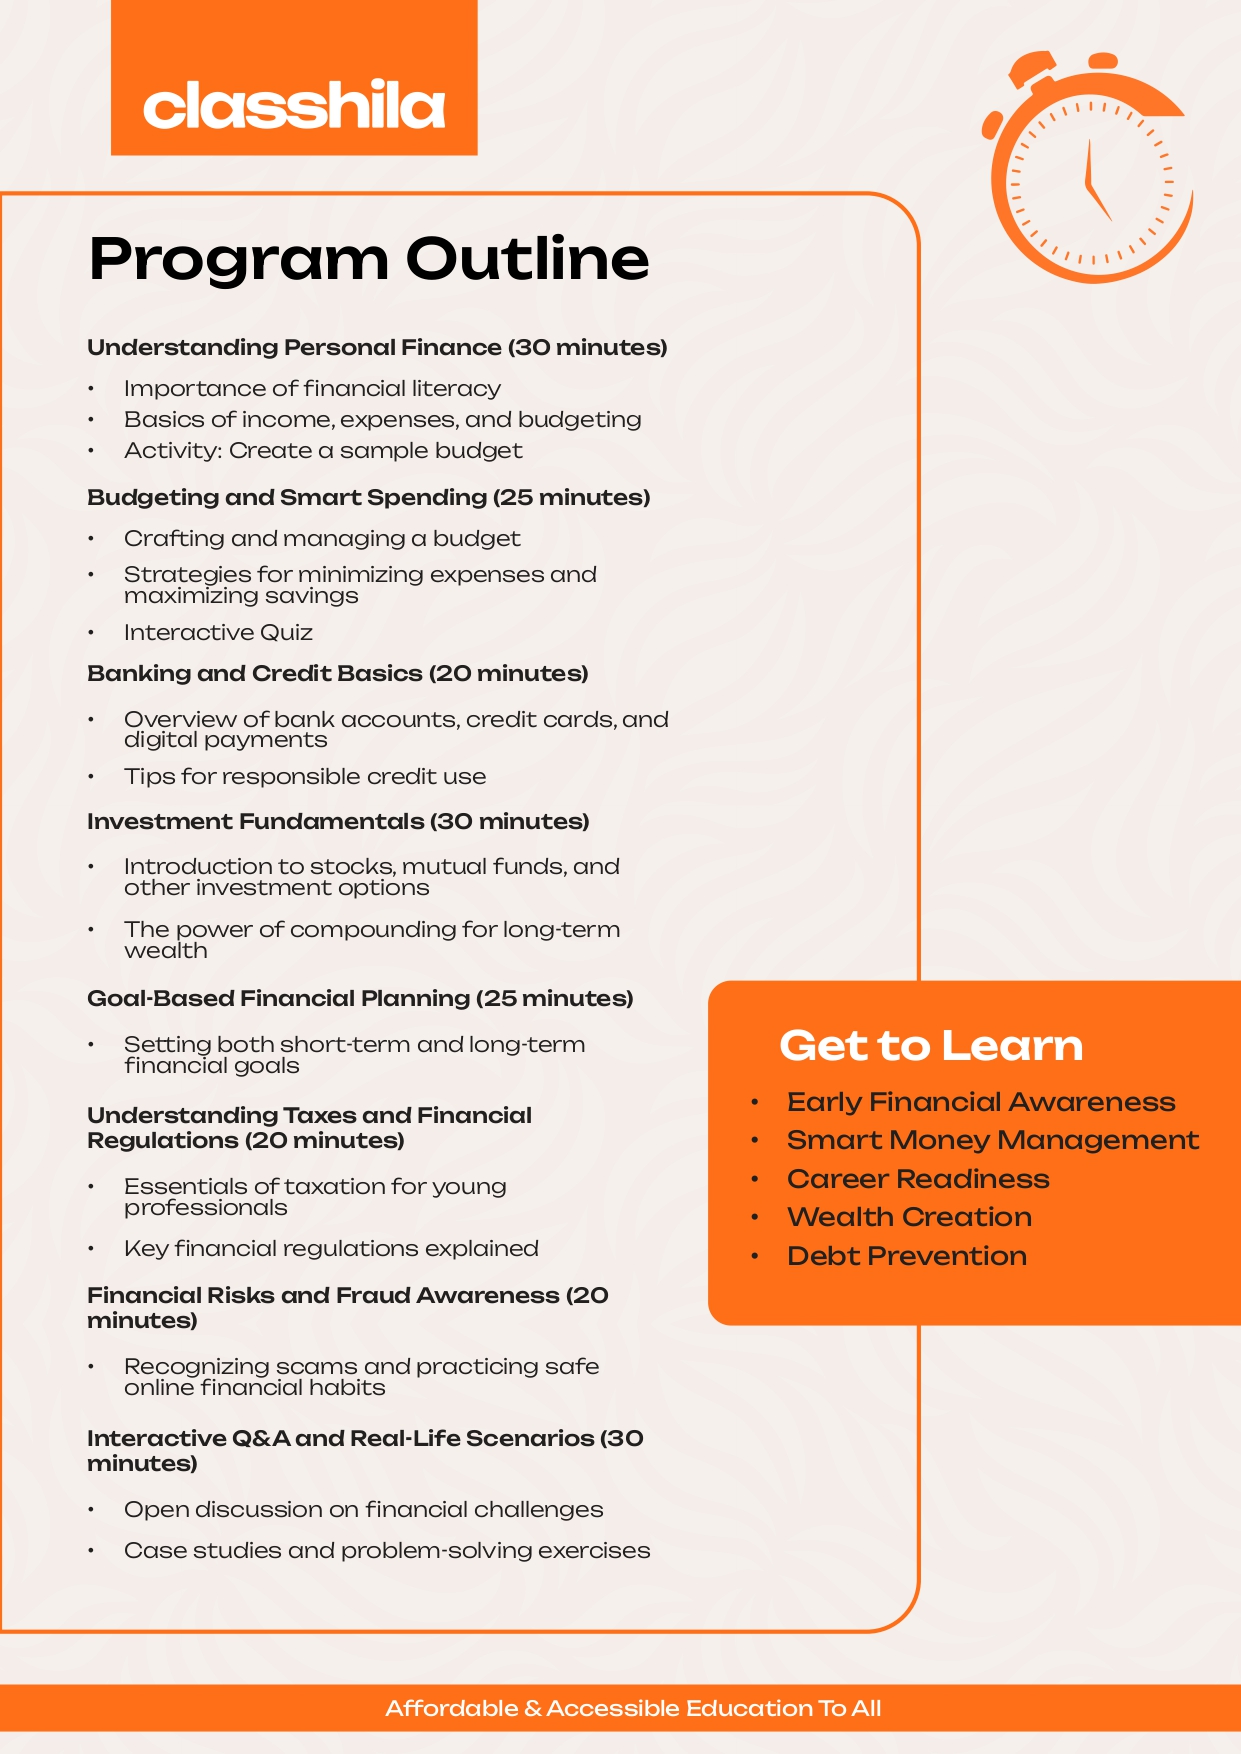 classhila
Program Outline
Understanding Personal Finance (30 minutes)
• Importance of financial literacy
• Basics of income, expenses, and budgeting
• Activity: Create a sample budget
Budgeting and Smart Spending (25 minutes)
• Crafting and managing a budget
• Strategies for minimizing expenses and
maximizing savings
• Interactive Quiz
Banking and Credit Basics (20 minutes)
• Overview of bank accounts, credit cards, and
digital payments
• Tips for responsible credit use
Investment Fundamentals (30 minutes)
• Introduction to stocks, mutual funds, and
other investment options
• The power of compounding for long-term
wealth
Goal-Based Financial Planning (25 minutes)
• Setting both short-term and long-term
financial goals
Understanding Taxes and Financial
Regulations (20 minutes)
• Essentials of taxation for young
professionals
• Key financial regulations explained
Financial Risks and Fraud Awareness (20
minutes)
• Recognizing scams and practicing safe
online financial habits
Interactive Q&A and Real-Life Scenarios (30
minutes)
• Open discussion on financial challenges
• Case studies and problem-solving exercises
Get to Learn
• Early Financial Awareness
• Smart Money Management
• Career Readiness
• Wealth Creation
• Debt Prevention
Affordable & Accessible Education To All